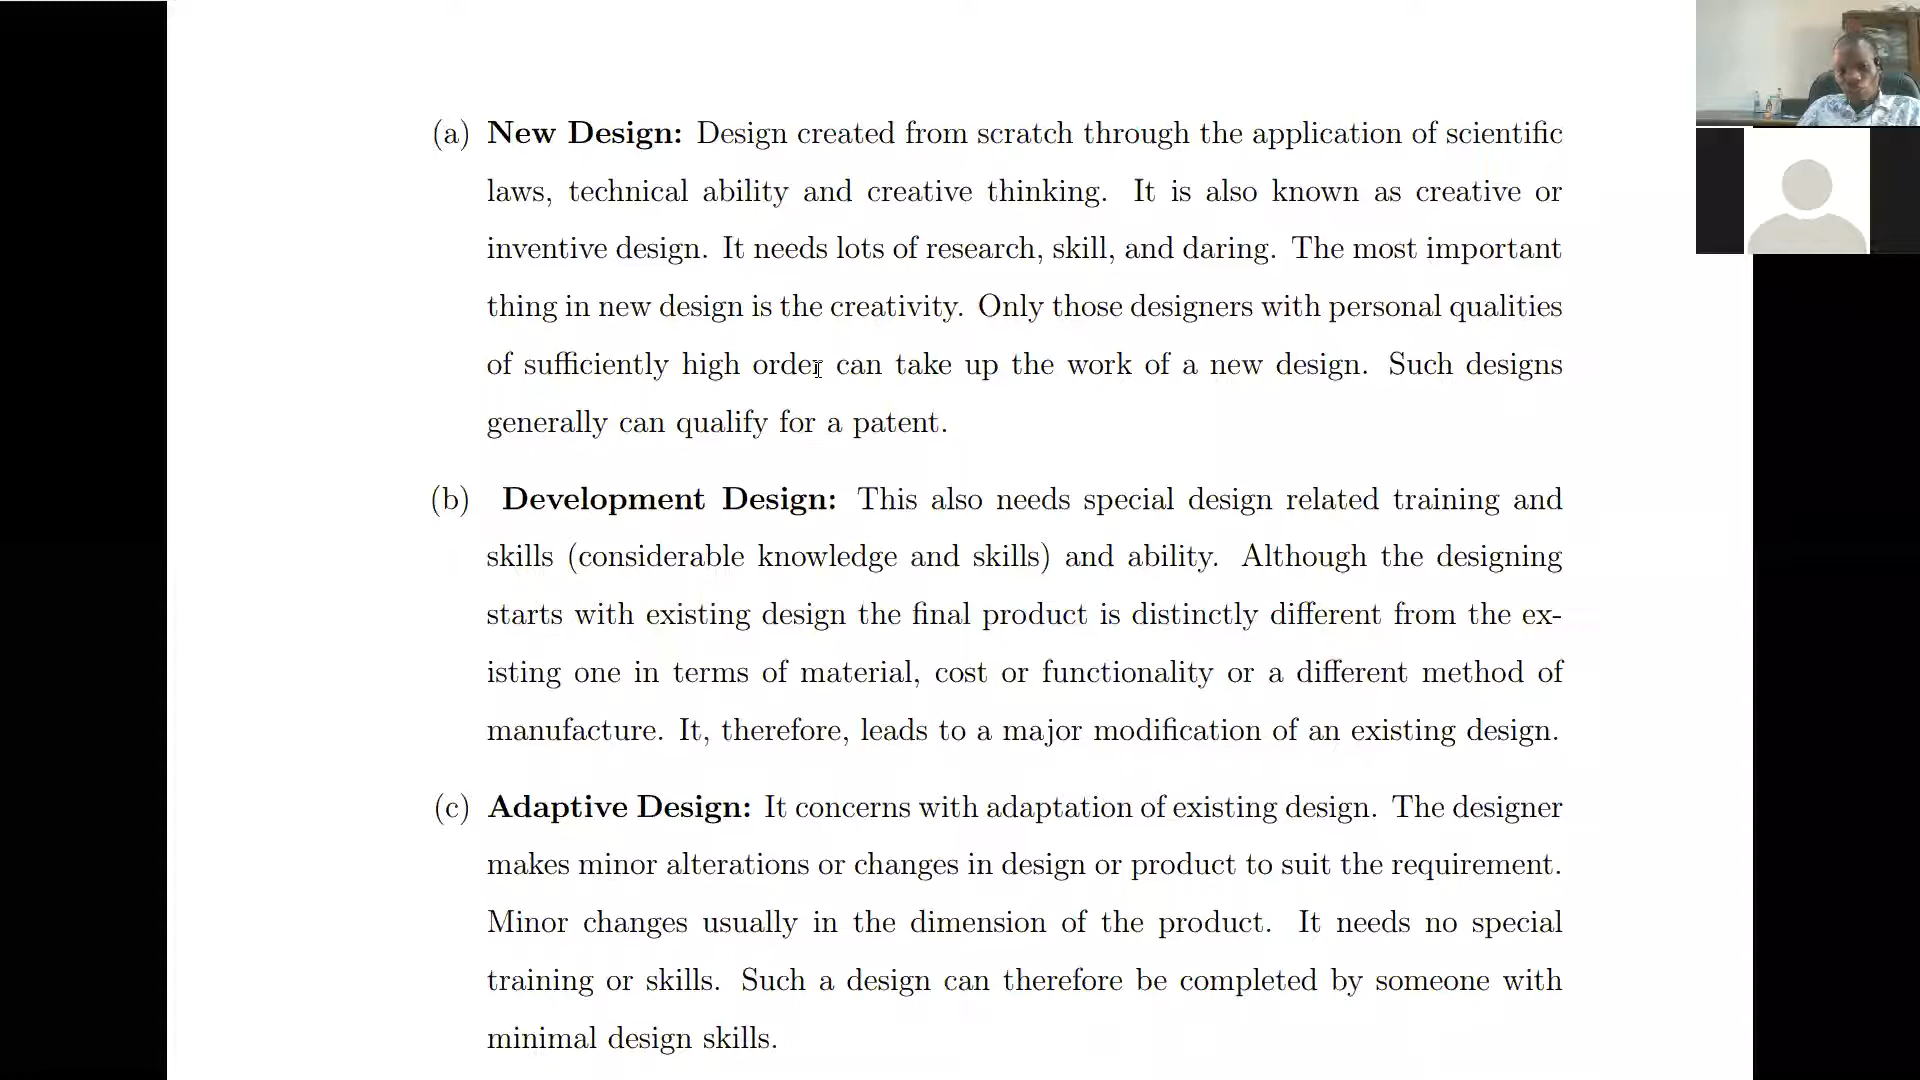 (a) New Design: Design created from scratch through the application of scientific
laws, technical ability and creative thinking. It is also known as creative or
inventive design. It needs lots of research, skill, and daring. The most important
thing in new design is the creativity. Only those designers with personal qualities
of sufficiently high order can take up the work of a new design. Such designs
generally can qualify for a patent.
(b) Development Design: This also needs special design related training and
skills (considerable knowledge and skills) and ability. Although the designing
starts with existing design the final product is distinctly different from the ex-
isting one in terms of material, cost or functionality or a different method of
manufacture. It, therefore, leads to a major modification of an existing design.
(c) Adaptive Design: It concerns with adaptation of existing design. The designer
makes minor alterations or changes in design or product to suit the requirement.
Minor changes usually in the dimension of the product. It needs no special
training or skills. Such a design can therefore be completed by someone with
minimal design skills.